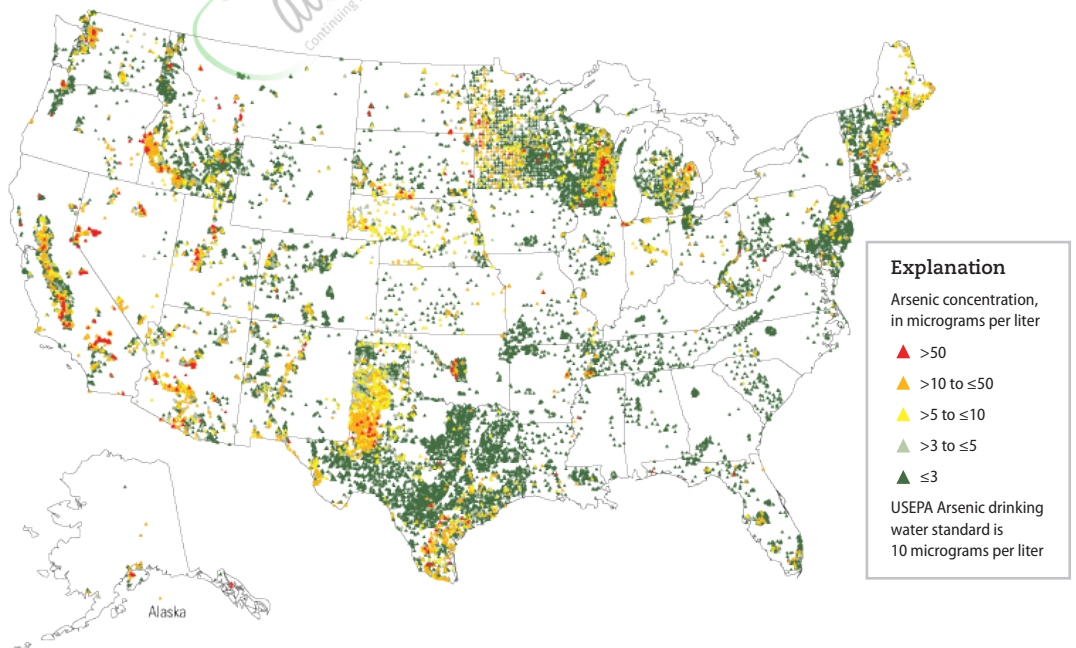 Continuing
Explanation
Arsenic concentration,
in micrograms per liter
>50
>10 to ≤50
>5 to ≤10
>3 to ≤5
≤3
USEPA Arsenic drinking
water standard is
10 micrograms per liter
Alaska